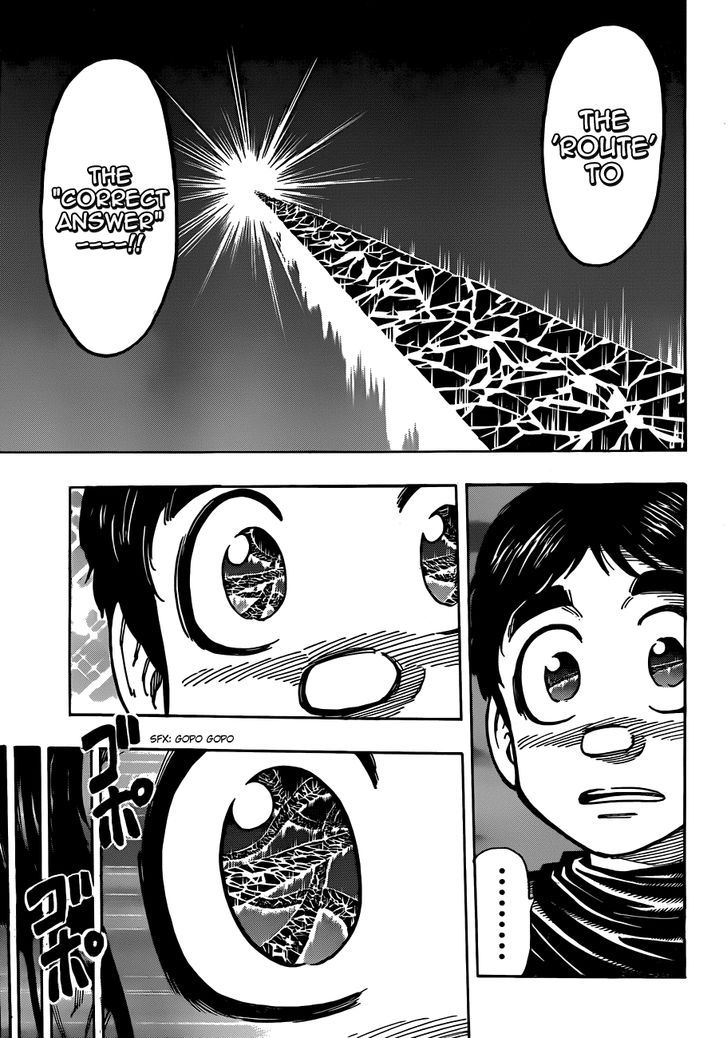 THE
'ROUTE'
TO
THE
"CORRECT
ANSWER"
----!!
........
SFX: GOPO GOPO
ゴポ
ゴポ